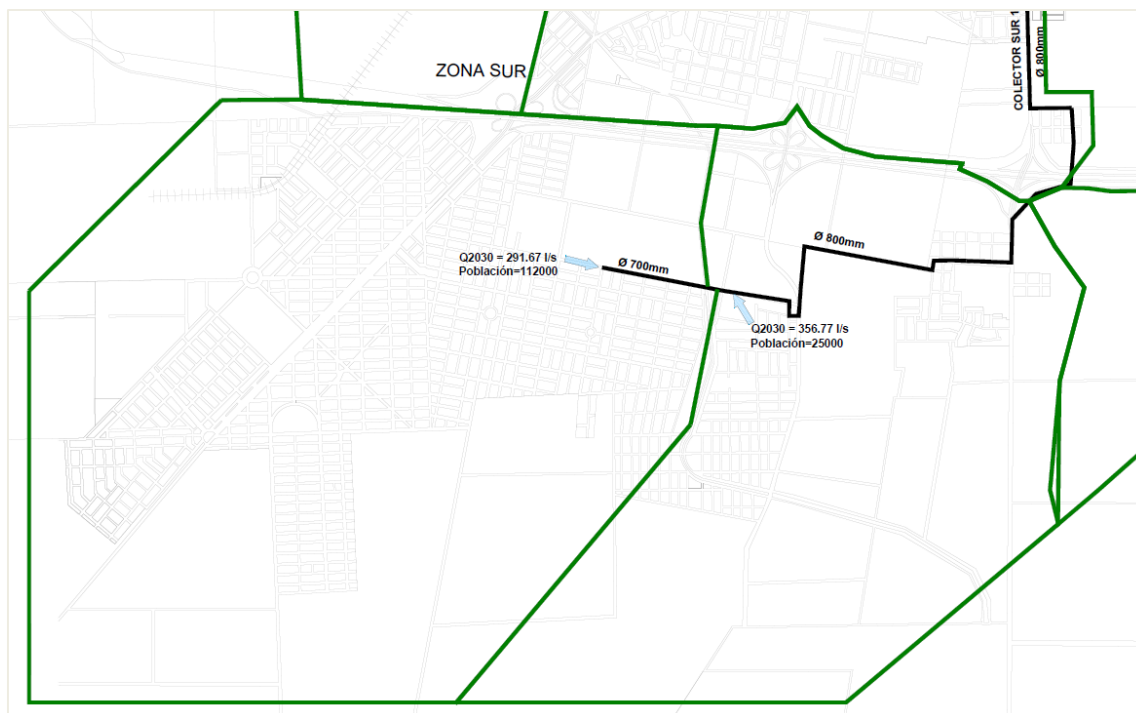 COLECTOR SUR 1
Ø 800mm
ZONA SUR
Ø 800mm
Q2030 = 291.67 l/s
Población=112000
Ø 700mm
Q2030 = 356.77 l/s
Población=25000